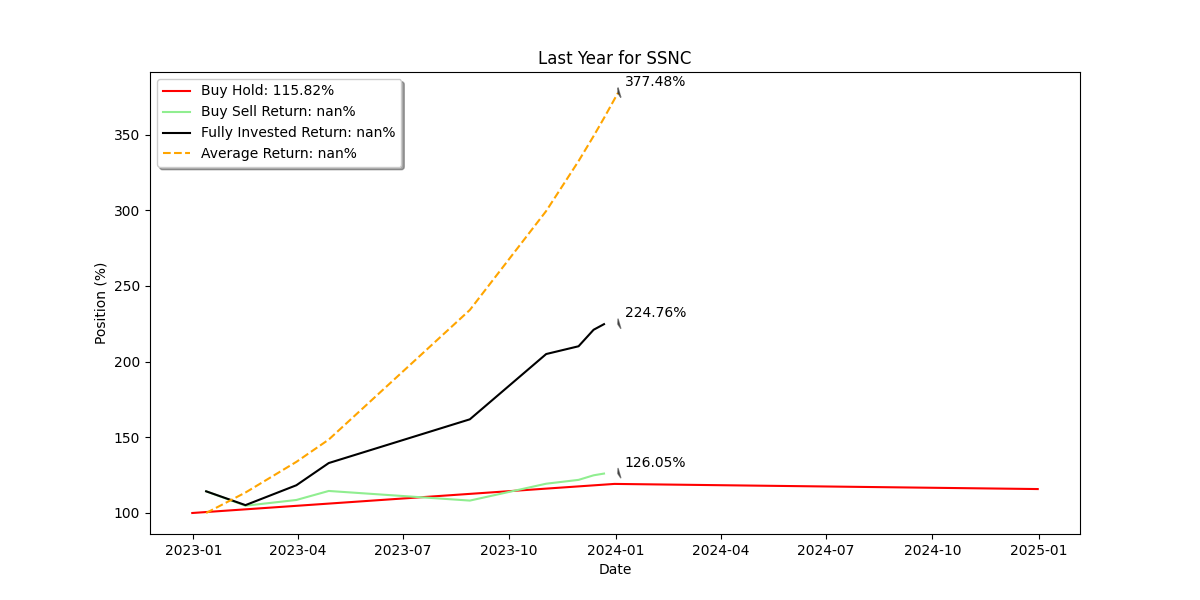 Last Year for SSNC
377.48%
Buy Hold: 115.82%
Buy Sell Return: nan%
Fully Invested Return: nan%
Average Return: nan%
350
300
250
200
150
100
Position (%)
224.76%
126.05%
2023-01 2023-04 2023-07 2023-10 2024-01 2024-04 2024-07 2024-10 2025-01
Date